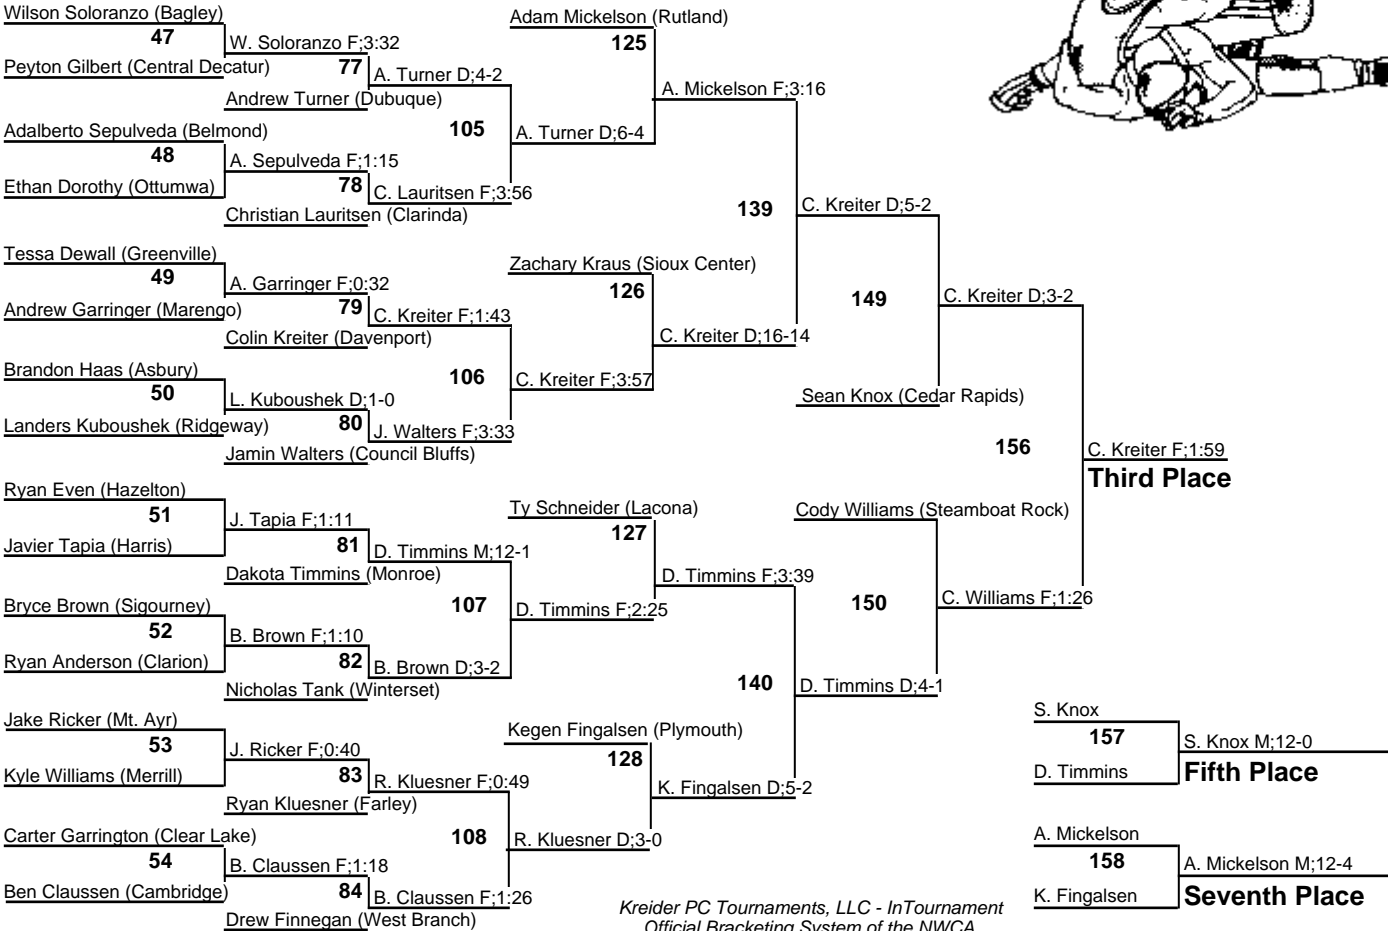 Wilson Soloranzo (Bagley)
47
Peyton Gilbert (Central Decatur)
W. Soloranzo F;3:32
77
Andrew Turner (Dubuque)
A. Turner D;4-2
Adalberto Sepulveda (Belmond)
48
Ethan Dorothy (Ottumwa)
A. Sepulveda F;1:15
78
Christian Lauritsen (Clarinda)
C. Lauritsen F;3:56
105
A. Turner D;6-4
Adam Mickelson (Rutland)
125
A. Mickelson F;3:16
Tessa Dewall (Greenville)
49
Andrew Garringer (Marengo)
A. Garringer F;0:32
79
Colin Kreiter (Davenport)
C. Kreiter F;1:43
Brandon Haas (Asbury)
50
Landers Kuboushek (Ridgeway)
L. Kuboushek D;1-0
80
Jamin Walters (Council Bluffs)
J. Walters F;3:33
106
C. Kreiter F;3:57
Zachary Kraus (Sioux Center)
126
C. Kreiter D;16-14
139
C. Kreiter D;5-2
149
Sean Knox (Cedar Rapids)
C. Kreiter D;3-2
Ryan Even (Hazelton)
51
Javier Tapia (Harris)
J. Tapia F;1:11
81
Dakota Timmins (Monroe)
D. Timmins M;12-1
Bryce Brown (Sigourney)
52
Ryan Anderson (Clarion)
B. Brown F;1:10
82
Nicholas Tank (Winterset)
B. Brown D;3-2
107
D. Timmins F;2:25
Ty Schneider (Lacona)
127
D. Timmins F;3:39
Jake Ricker (Mt. Ayr)
53
Kyle Williams (Merrill)
J. Ricker F;0:40
83
Ryan Kluesner (Farley)
R. Kluesner F;0:49
Carter Garrington (Clear Lake)
54
Ben Claussen (Cambridge)
B. Claussen F;1:18
84
Drew Finnegan (West Branch)
B. Claussen F;1:26
108
R. Kluesner D;3-0
Kegen Fingalsen (Plymouth)
128
K. Fingalsen D;5-2
140
D. Timmins D;4-1
Cody Williams (Steamboat Rock)
150
C. Williams F;1:26
156
C. Kreiter F;1:59
Third Place
S. Knox
157
D. Timmins
S. Knox M;12-0
Fifth Place
A. Mickelson
158
K. Fingalsen
A. Mickelson M;12-4
Seventh Place
Kreider PC Tournaments, LLC - InTournament
Official Bracketing System of the NWCA